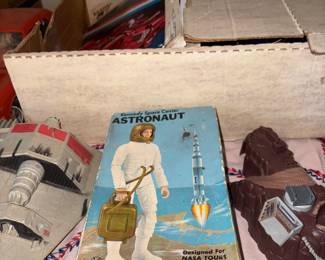 Kennedy Space Center
ASTRONAUT
Designed For
NASA TOURS